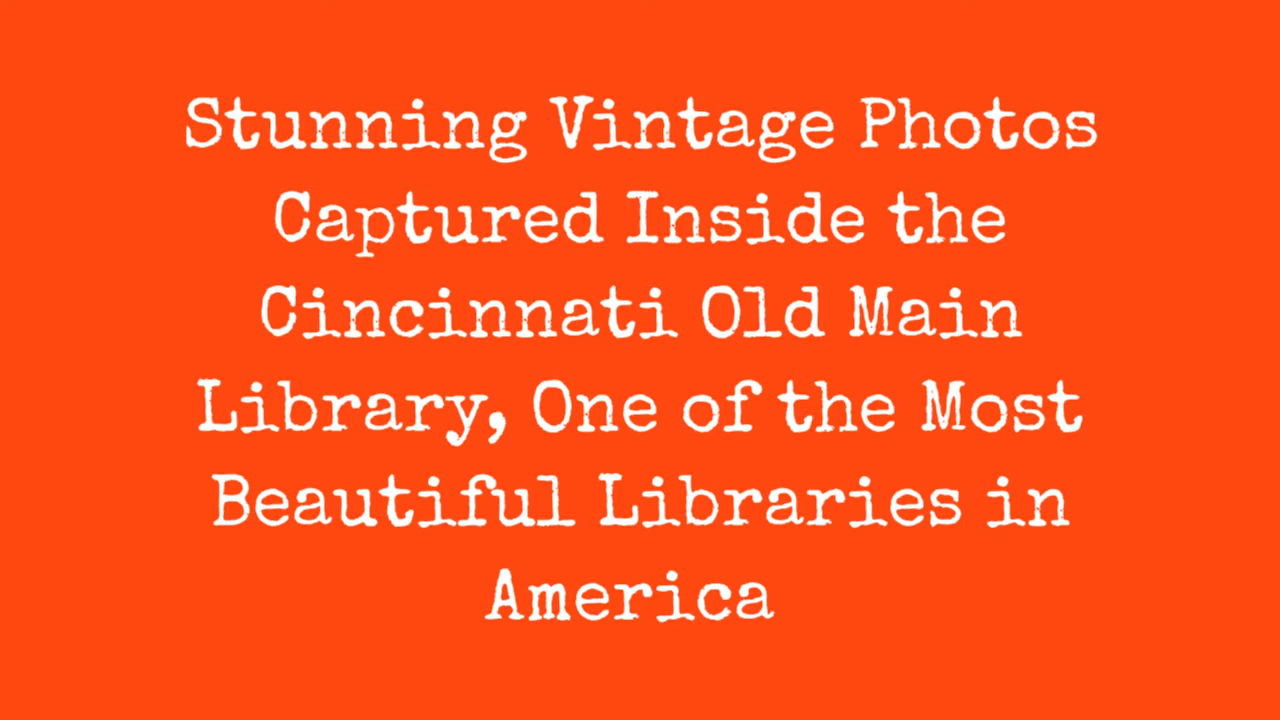 Stunning Vintage Photos
Captured Inside the
Cincinnati Old Main
Library, One of the Most
Beautiful Libraries in
America